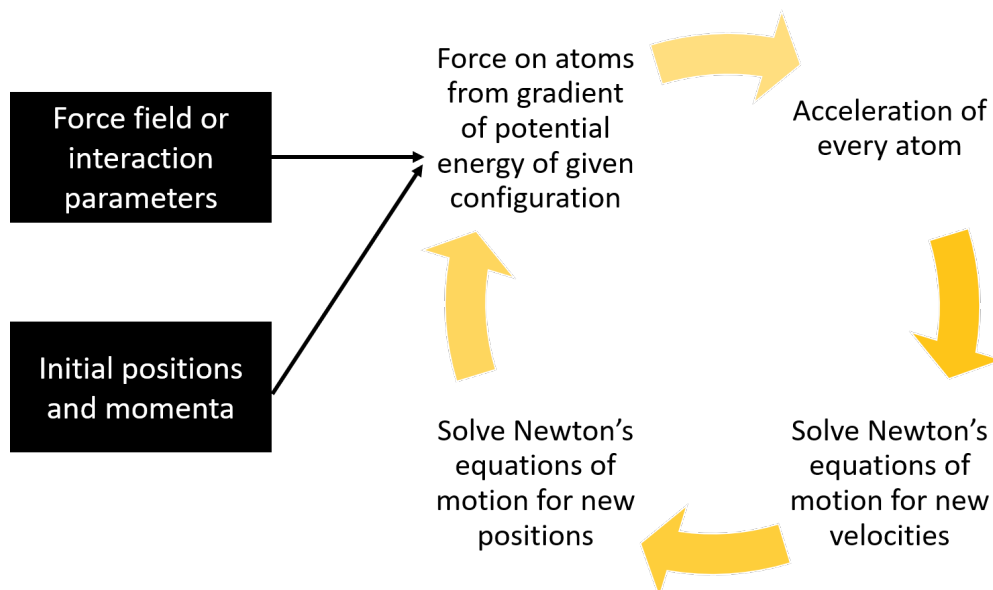 Force field or
interaction
parameters
Initial positions
and momenta
Force on atoms
from gradient
of potential
energy of given
configuration
Acceleration of
every atom
Solve Newton’s
equations of
motion for new
velocities
Solve Newton’s
equations of
motion for new
positions